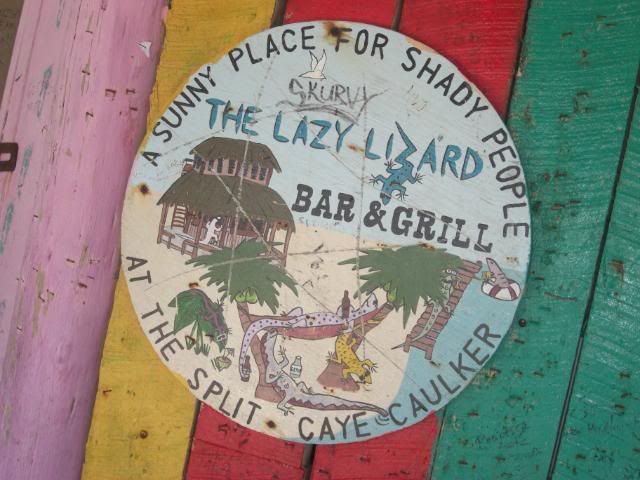 A SUNNY PLACE FOR SHADY PEOPLE
SKURVY
THE LAZY LIZARD
BAR & GRILL
AT THE SPLIT CAYE CAULKER